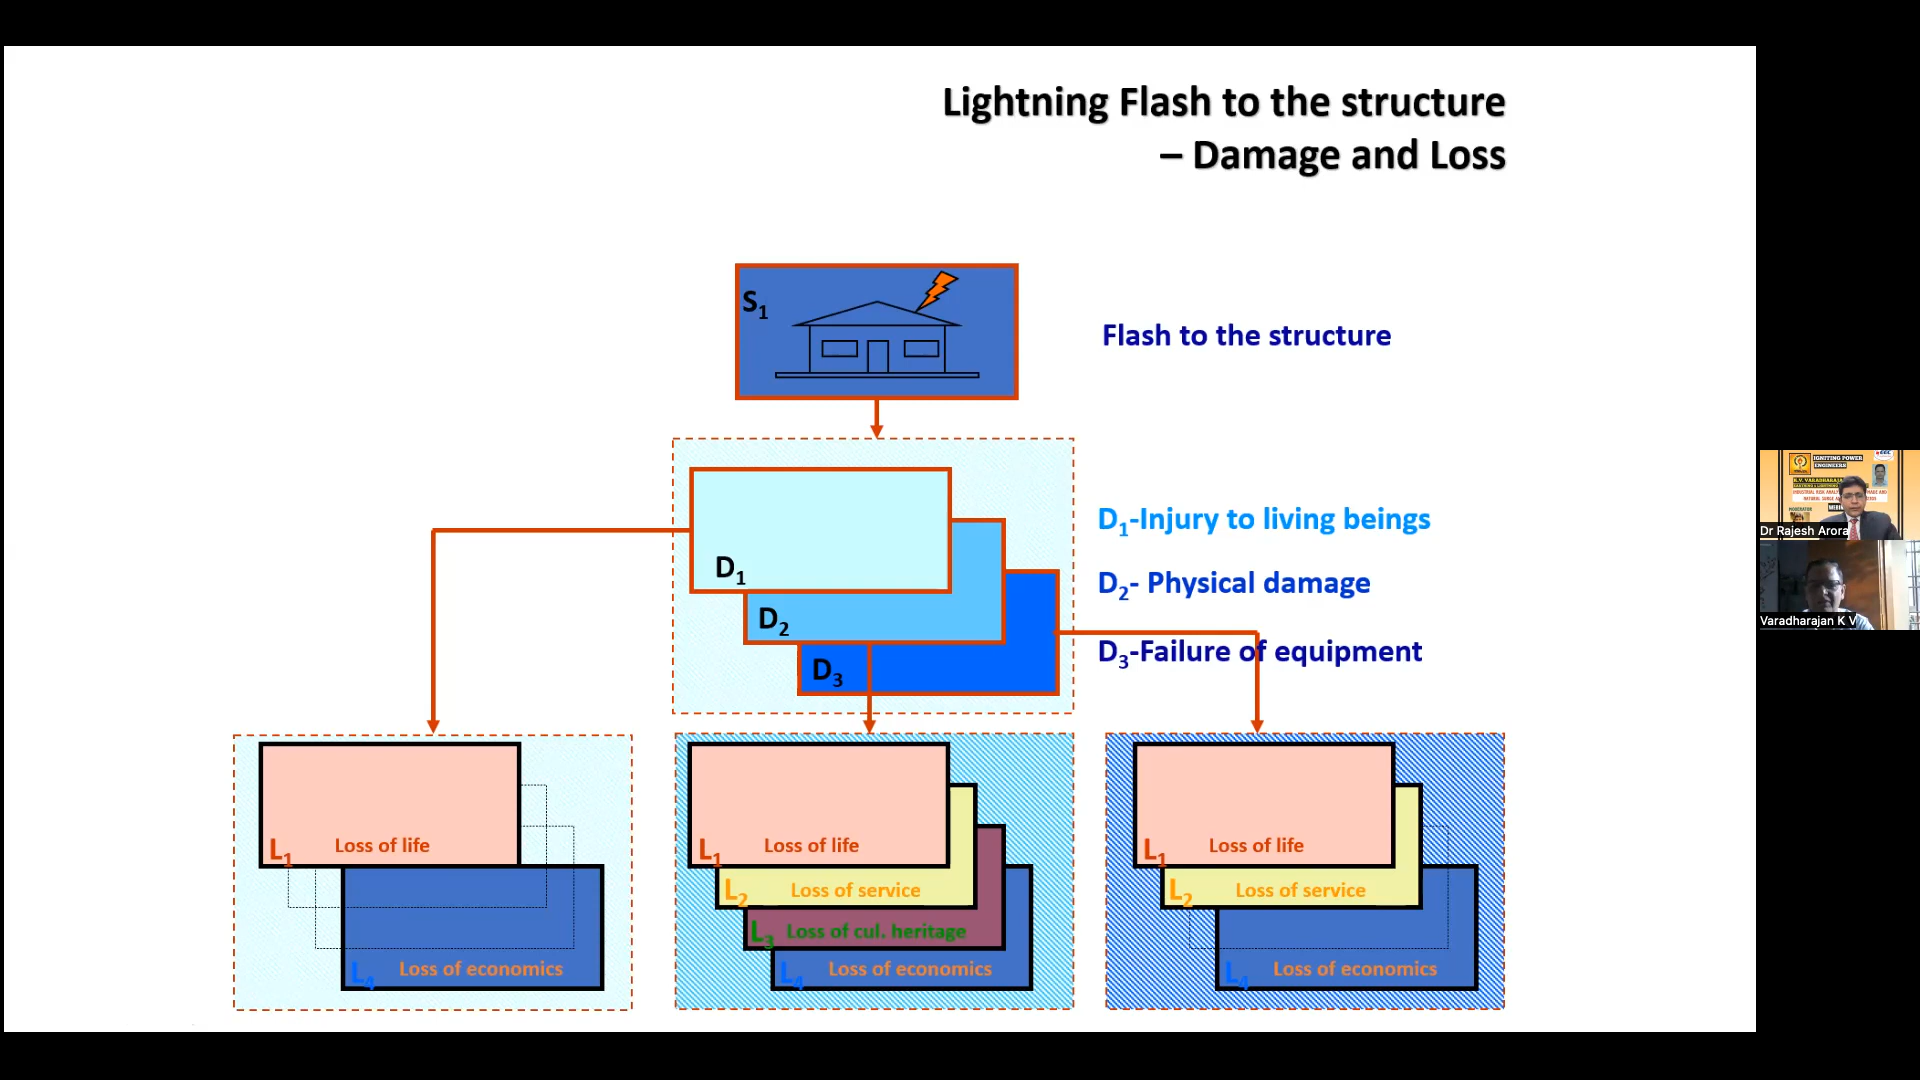 Lightning Flash to the structure
– Damage and Loss
S1
Flash to the structure
D1
D2
D3
D1-Injury to living beings
D2- Physical damage
D3-Failure of equipment
L1 Loss of life
L4 Loss of economics
L1 Loss of life
L2 Loss of service
L3 Loss of cul. heritage
L4 Loss of economics
L1 Loss of life
L2 Loss of service
L4 Loss of economics
IGNITING POWER
ENGINEERS
Dr Rajesh Arora
Varadharajan K V